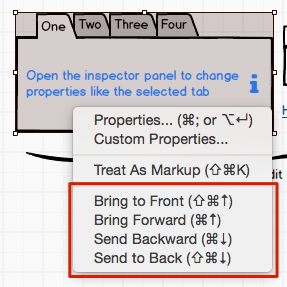 One Two Three Four
Open the inspector panel to change
properties like the selected tab
Properties... (⌘; or ⌥↩)
Custom Properties...
Treat As Markup (⇧⌘K)
Bring to Front (⇧⌘↑)
Bring Forward (⌘↑)
Send Backward (⌘↓)
Send to Back (⇧⌘↓)